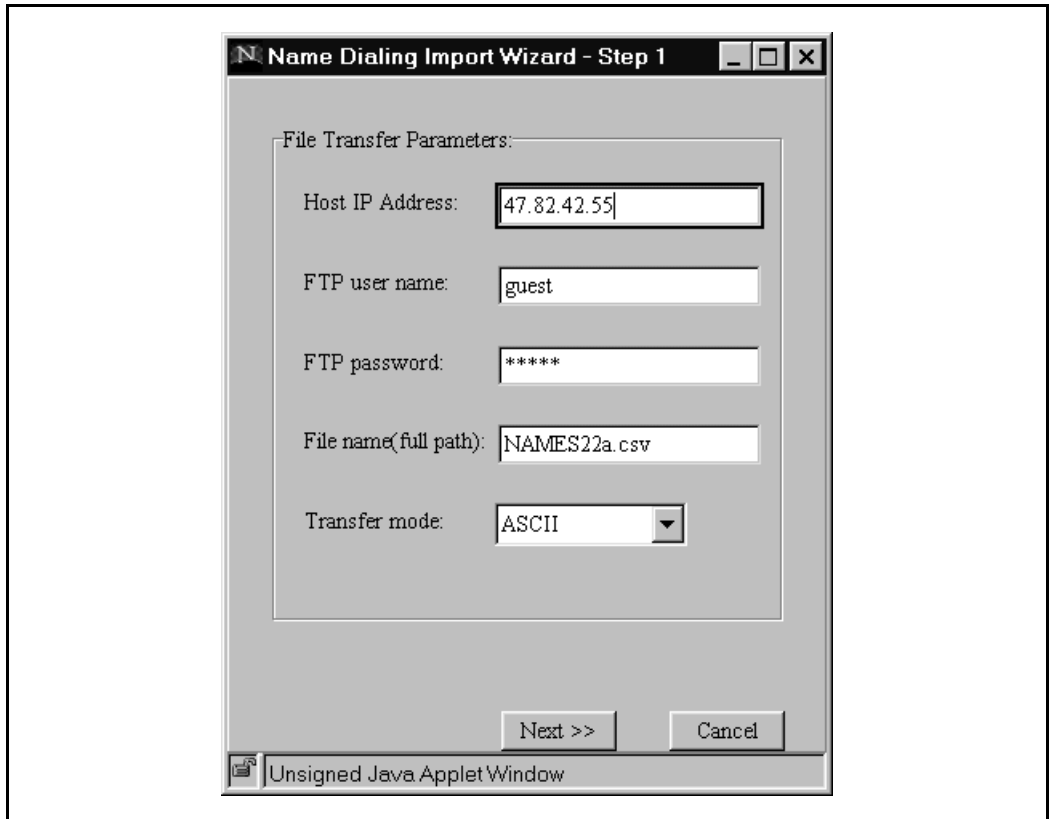 N Name Dialing Import Wizard - Step 1
File Transfer Parameters:
Host IP Address: 47.82.42.55
FTP user name: guest
FTP password: *****
File name(full path): NAMES22a.csv
Transfer mode: ASCII
Next >> Cancel
Unsigned Java Applet Window